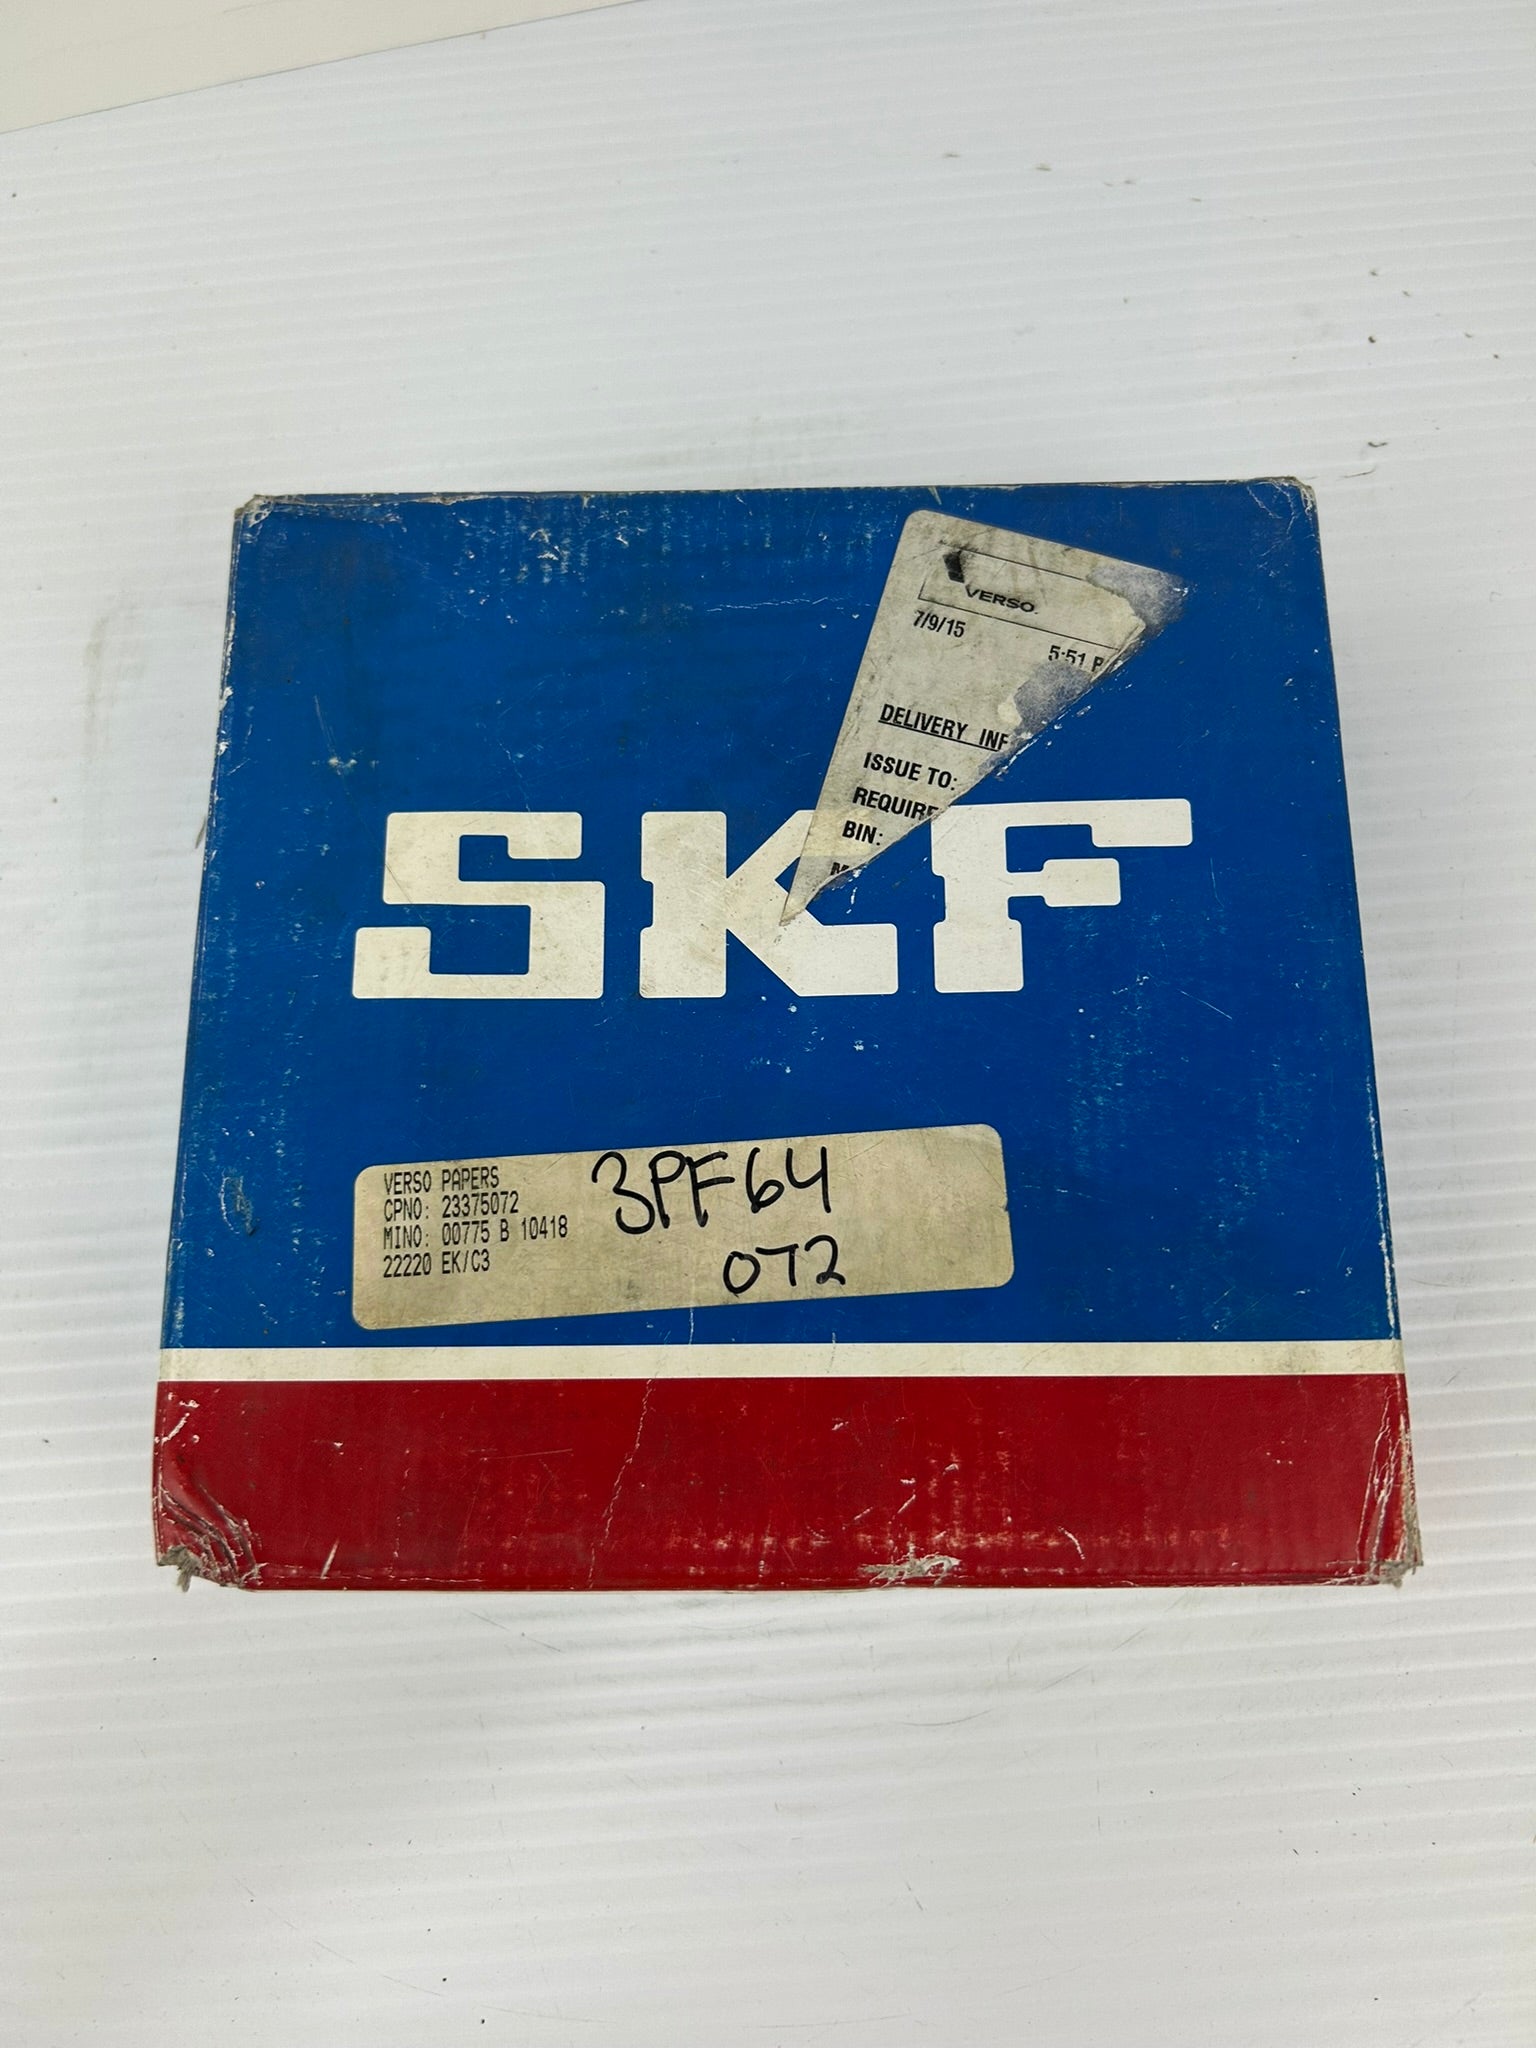 VERSO
7/9/15
5:51 P
DELIVERY INF
ISSUE TO:
REQUIRE
BIN:
SKF
VERSO PAPERS
CPNO: 23375072
MINO: 00775 B 10418
22220 EK/C3
3PF64
072